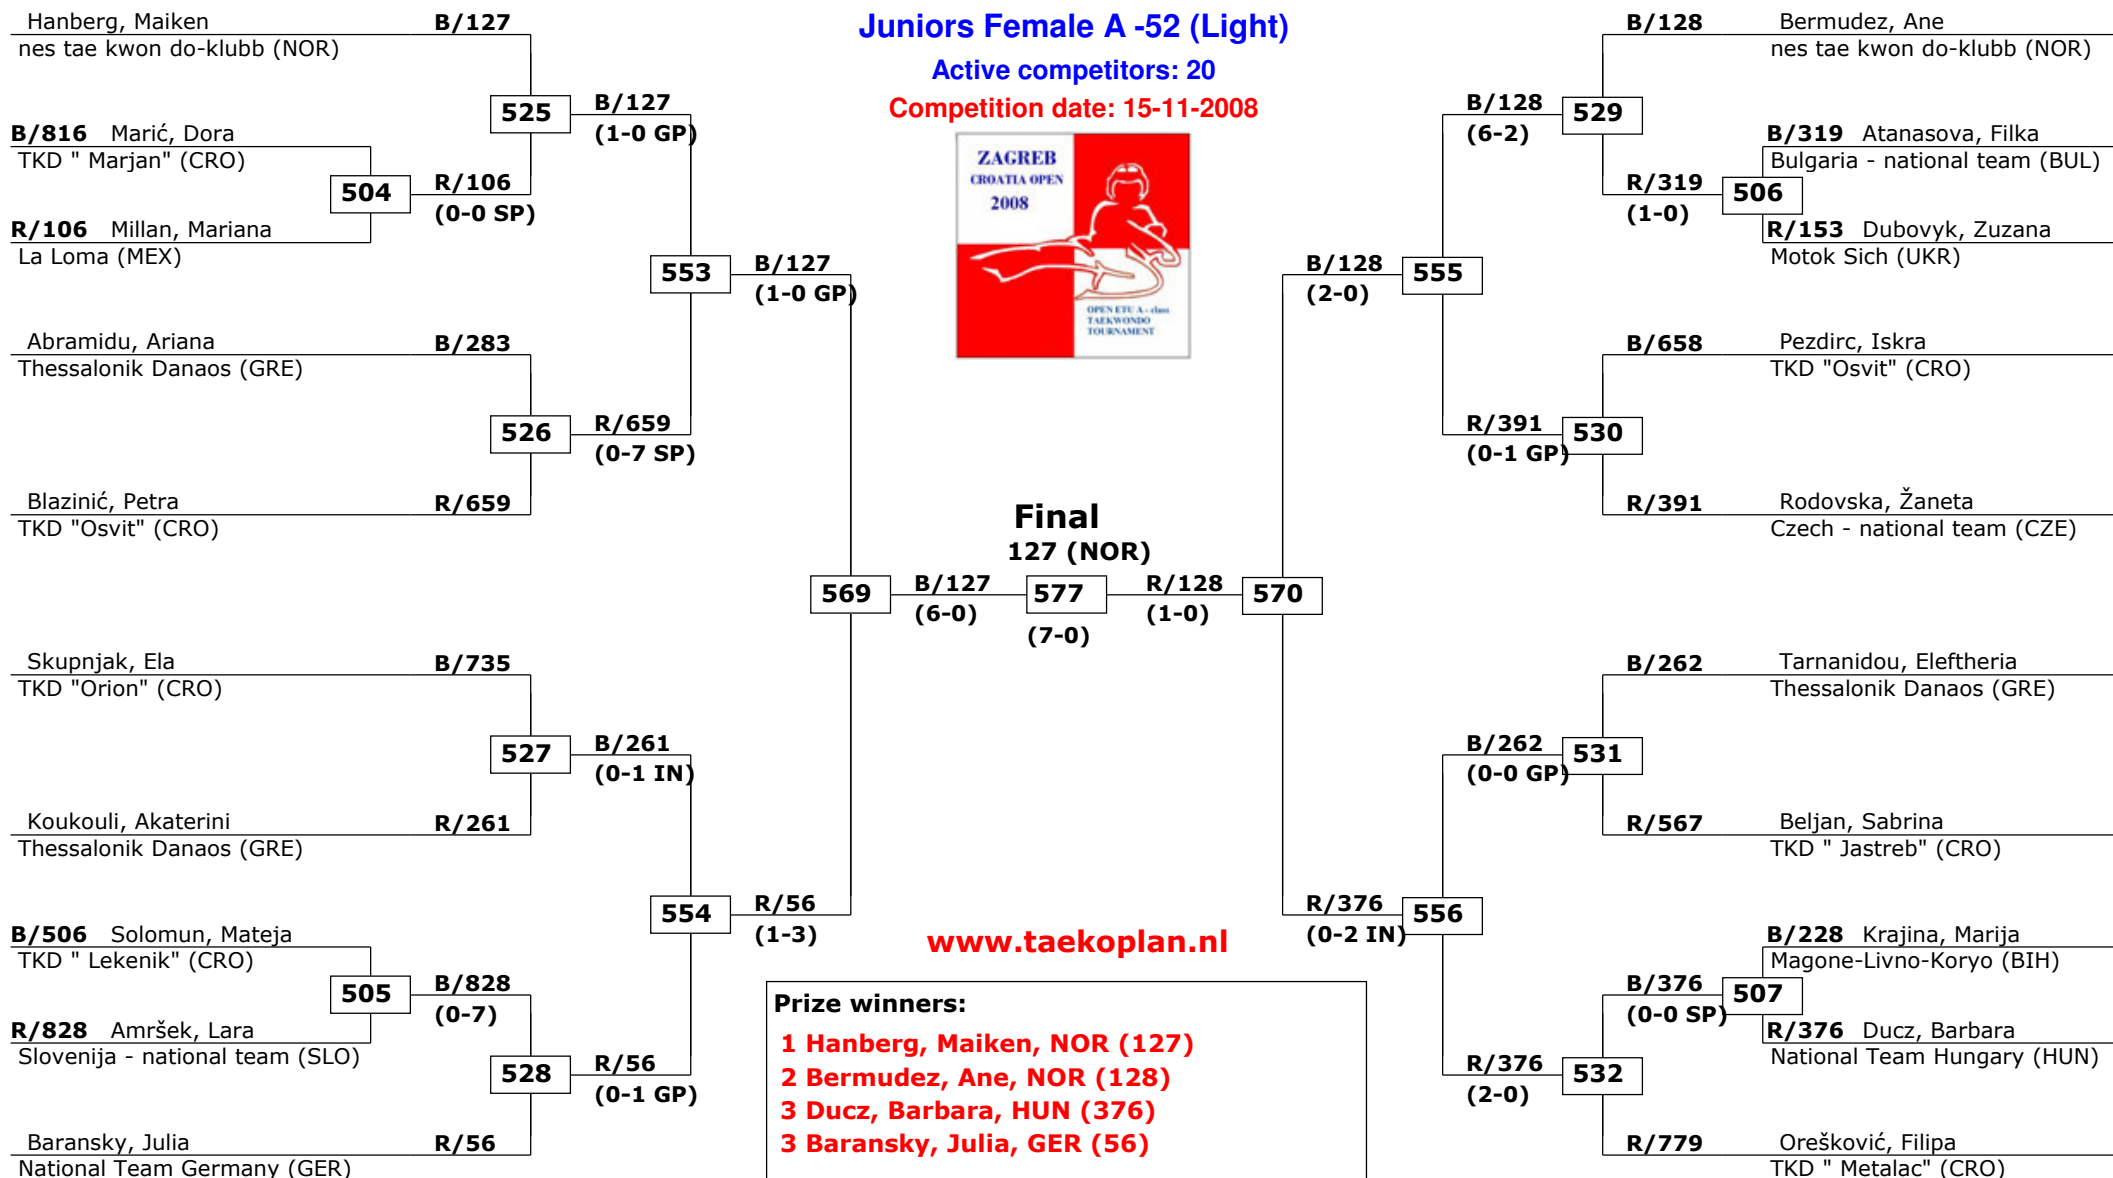 Juniors Female A -52 (Light)
Active competitors: 20
Competition date: 15-11-2008
ZAGREB
CROATIA OPEN
2008
OPEN ETU A - class
TAEKWONDO
TOURNAMENT
Hanberg, Maiken B/127
nes tae kwon do-klubb (NOR)
525
B/127
(1-0 GP)
B/816 Marić, Dora
TKD " Marjan" (CRO)
504
R/106
(0-0 SP)
R/106 Millan, Mariana
La Loma (MEX)
553
B/127
(1-0 GP)
Abramidu, Ariana B/283
Thessalonik Danaos (GRE)
526
R/659
(0-7 SP)
Blazinić, Petra R/659
TKD "Osvit" (CRO)
569
B/127
(6-0)
Skupnjak, Ela B/735
TKD "Orion" (CRO)
527
B/261
(0-1 IN)
Koukouli, Akaterini R/261
Thessalonik Danaos (GRE)
554
R/56
(1-3)
B/506 Solomun, Mateja
TKD " Lekenik" (CRO)
505
B/828
(0-7)
R/828 Amršek, Lara
Slovenija - national team (SLO)
528
R/56
(0-1 GP)
Baransky, Julia R/56
National Team Germany (GER)
Final
127 (NOR)
577
(7-0)
R/128
(1-0)
570
B/128 Bermudez, Ane
nes tae kwon do-klubb (NOR)
B/128
(6-2)
529
B/319 Atanasova, Filka
Bulgaria - national team (BUL)
R/319
(1-0)
506
R/153 Dubovyk, Zuzana
Motok Sich (UKR)
B/128
(2-0)
555
B/658 Pezdirc, Iskra
TKD "Osvit" (CRO)
R/391
(0-1 GP)
530
R/391 Rodovska, Žaneta
Czech - national team (CZE)
B/262 Tarnanidou, Eleftheria
Thessalonik Danaos (GRE)
B/262
(0-0 GP)
531
R/567 Beljan, Sabrina
TKD " Jastreb" (CRO)
R/376
(0-2 IN)
556
B/228 Krajina, Marija
Magone-Livno-Koryo (BIH)
B/376
(0-0 SP)
507
R/376 Ducz, Barbara
National Team Hungary (HUN)
R/376
(2-0)
532
R/779 Orešković, Filipa
TKD " Metalac" (CRO)
www.taekoplan.nl
Prize winners:
1 Hanberg, Maiken, NOR (127)
2 Bermudez, Ane, NOR (128)
3 Ducz, Barbara, HUN (376)
3 Baransky, Julia, GER (56)